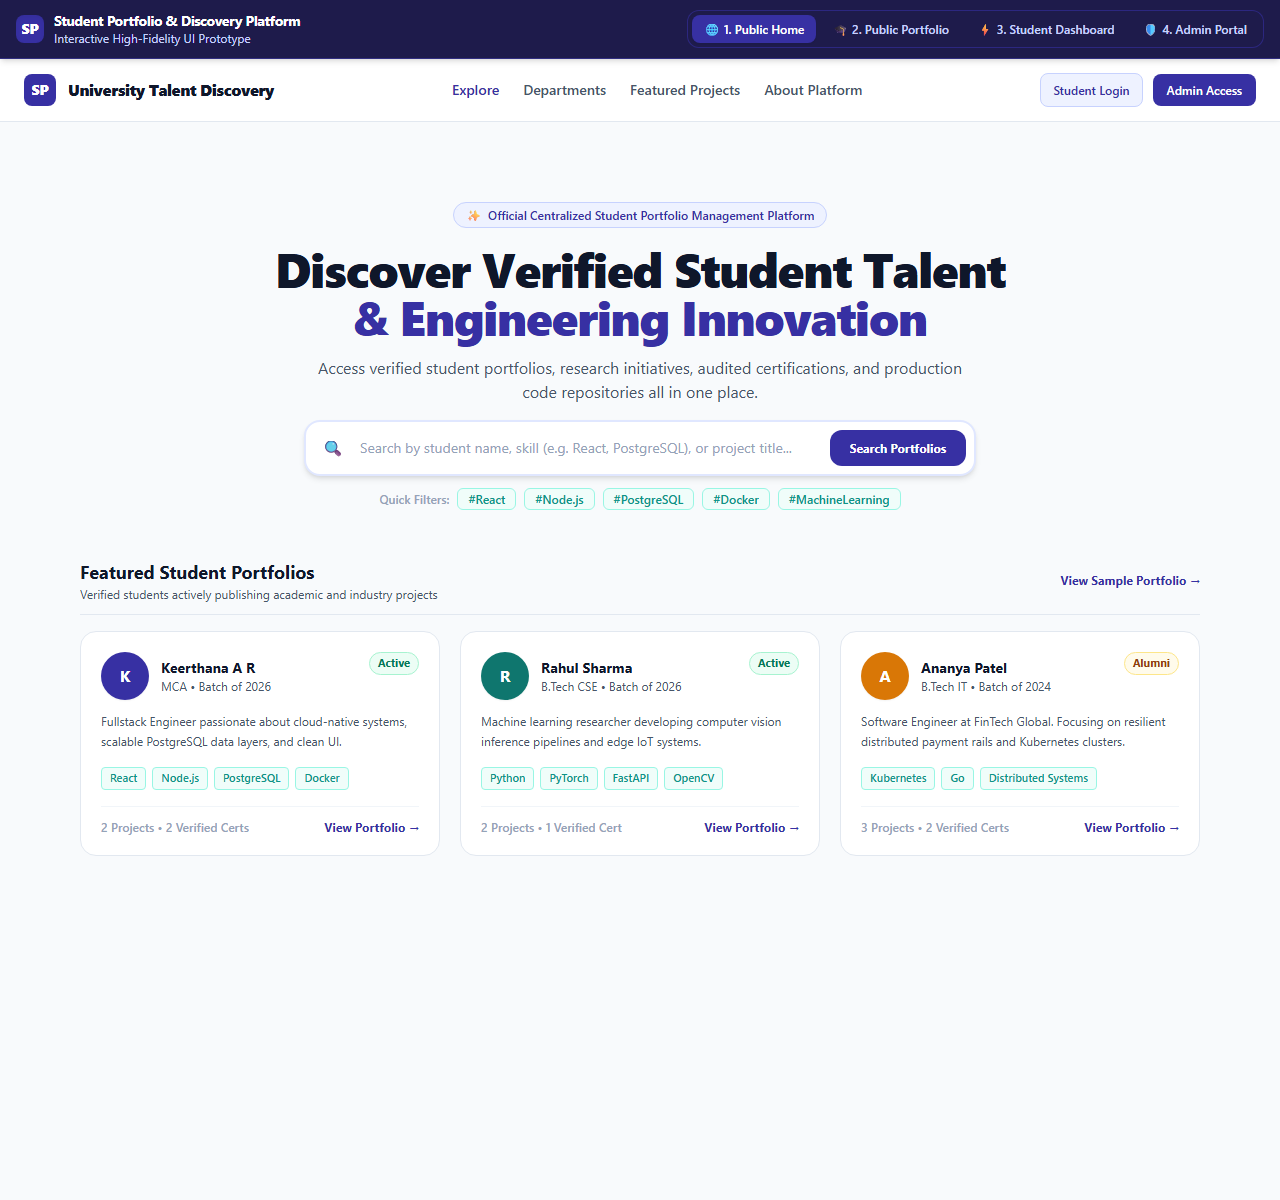 SP
Student Portfolio & Discovery Platform
Interactive High-Fidelity UI Prototype
1. Public Home
2. Public Portfolio
3. Student Dashboard
4. Admin Portal
SP
University Talent Discovery
Explore
Departments
Featured Projects
About Platform
Student Login
Admin Access
Official Centralized Student Portfolio Management Platform
Discover Verified Student Talent
& Engineering Innovation
Access verified student portfolios, research initiatives, audited certifications, and production
code repositories all in one place.
Search by student name, skill (e.g. React, PostgreSQL), or project title...
Search Portfolios
Quick Filters:
#React
#Node.js
#PostgreSQL
#Docker
#MachineLearning
Featured Student Portfolios
Verified students actively publishing academic and industry projects
View Sample Portfolio →
K
Keerthana A R
MCA • Batch of 2026
Active
Fullstack Engineer passionate about cloud-native systems,
scalable PostgreSQL data layers, and clean UI.
React
Node.js
PostgreSQL
Docker
2 Projects • 2 Verified Certs
View Portfolio →
R
Rahul Sharma
B.Tech CSE • Batch of 2026
Active
Machine learning researcher developing computer vision
inference pipelines and edge IoT systems.
Python
PyTorch
FastAPI
OpenCV
2 Projects • 1 Verified Cert
View Portfolio →
A
Ananya Patel
B.Tech IT • Batch of 2024
Alumni
Software Engineer at FinTech Global. Focusing on resilient
distributed payment rails and Kubernetes clusters.
Kubernetes
Go
Distributed Systems
3 Projects • 2 Verified Certs
View Portfolio →